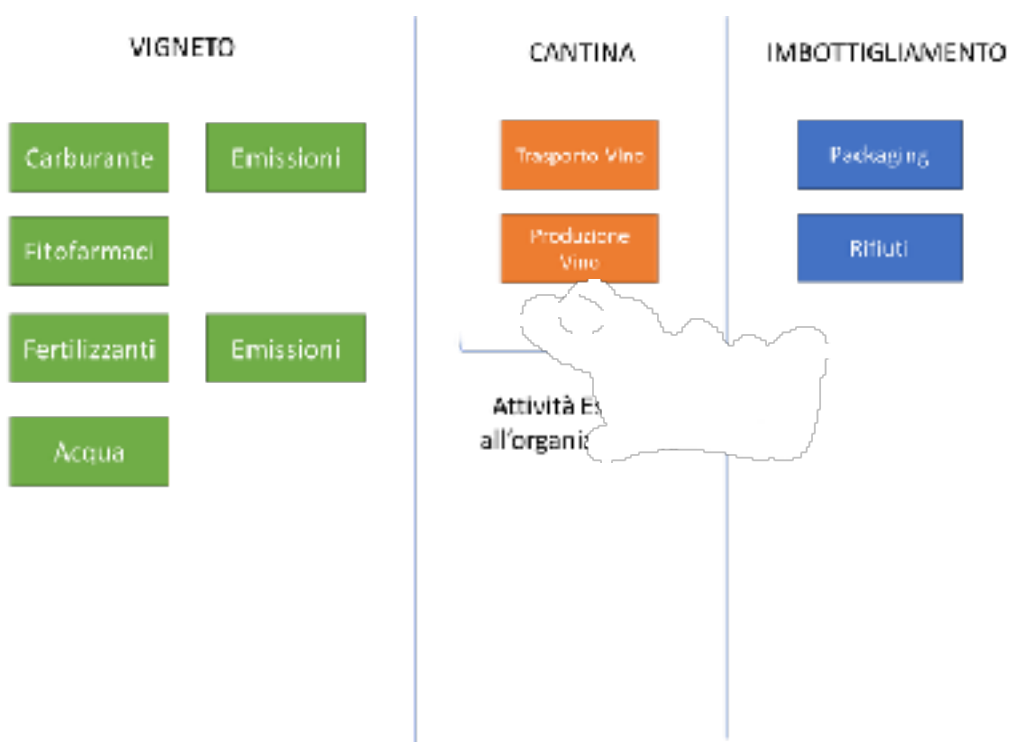 VIGNETO
CANTINA
IMBOTTIGLIAMENTO
Carburante
Emissioni
Trasporto Vino
Packaging
Fitofarmaci
Produzione
Vino
Rifiuti
Fertilizzanti
Emissioni
Attività
Acqua